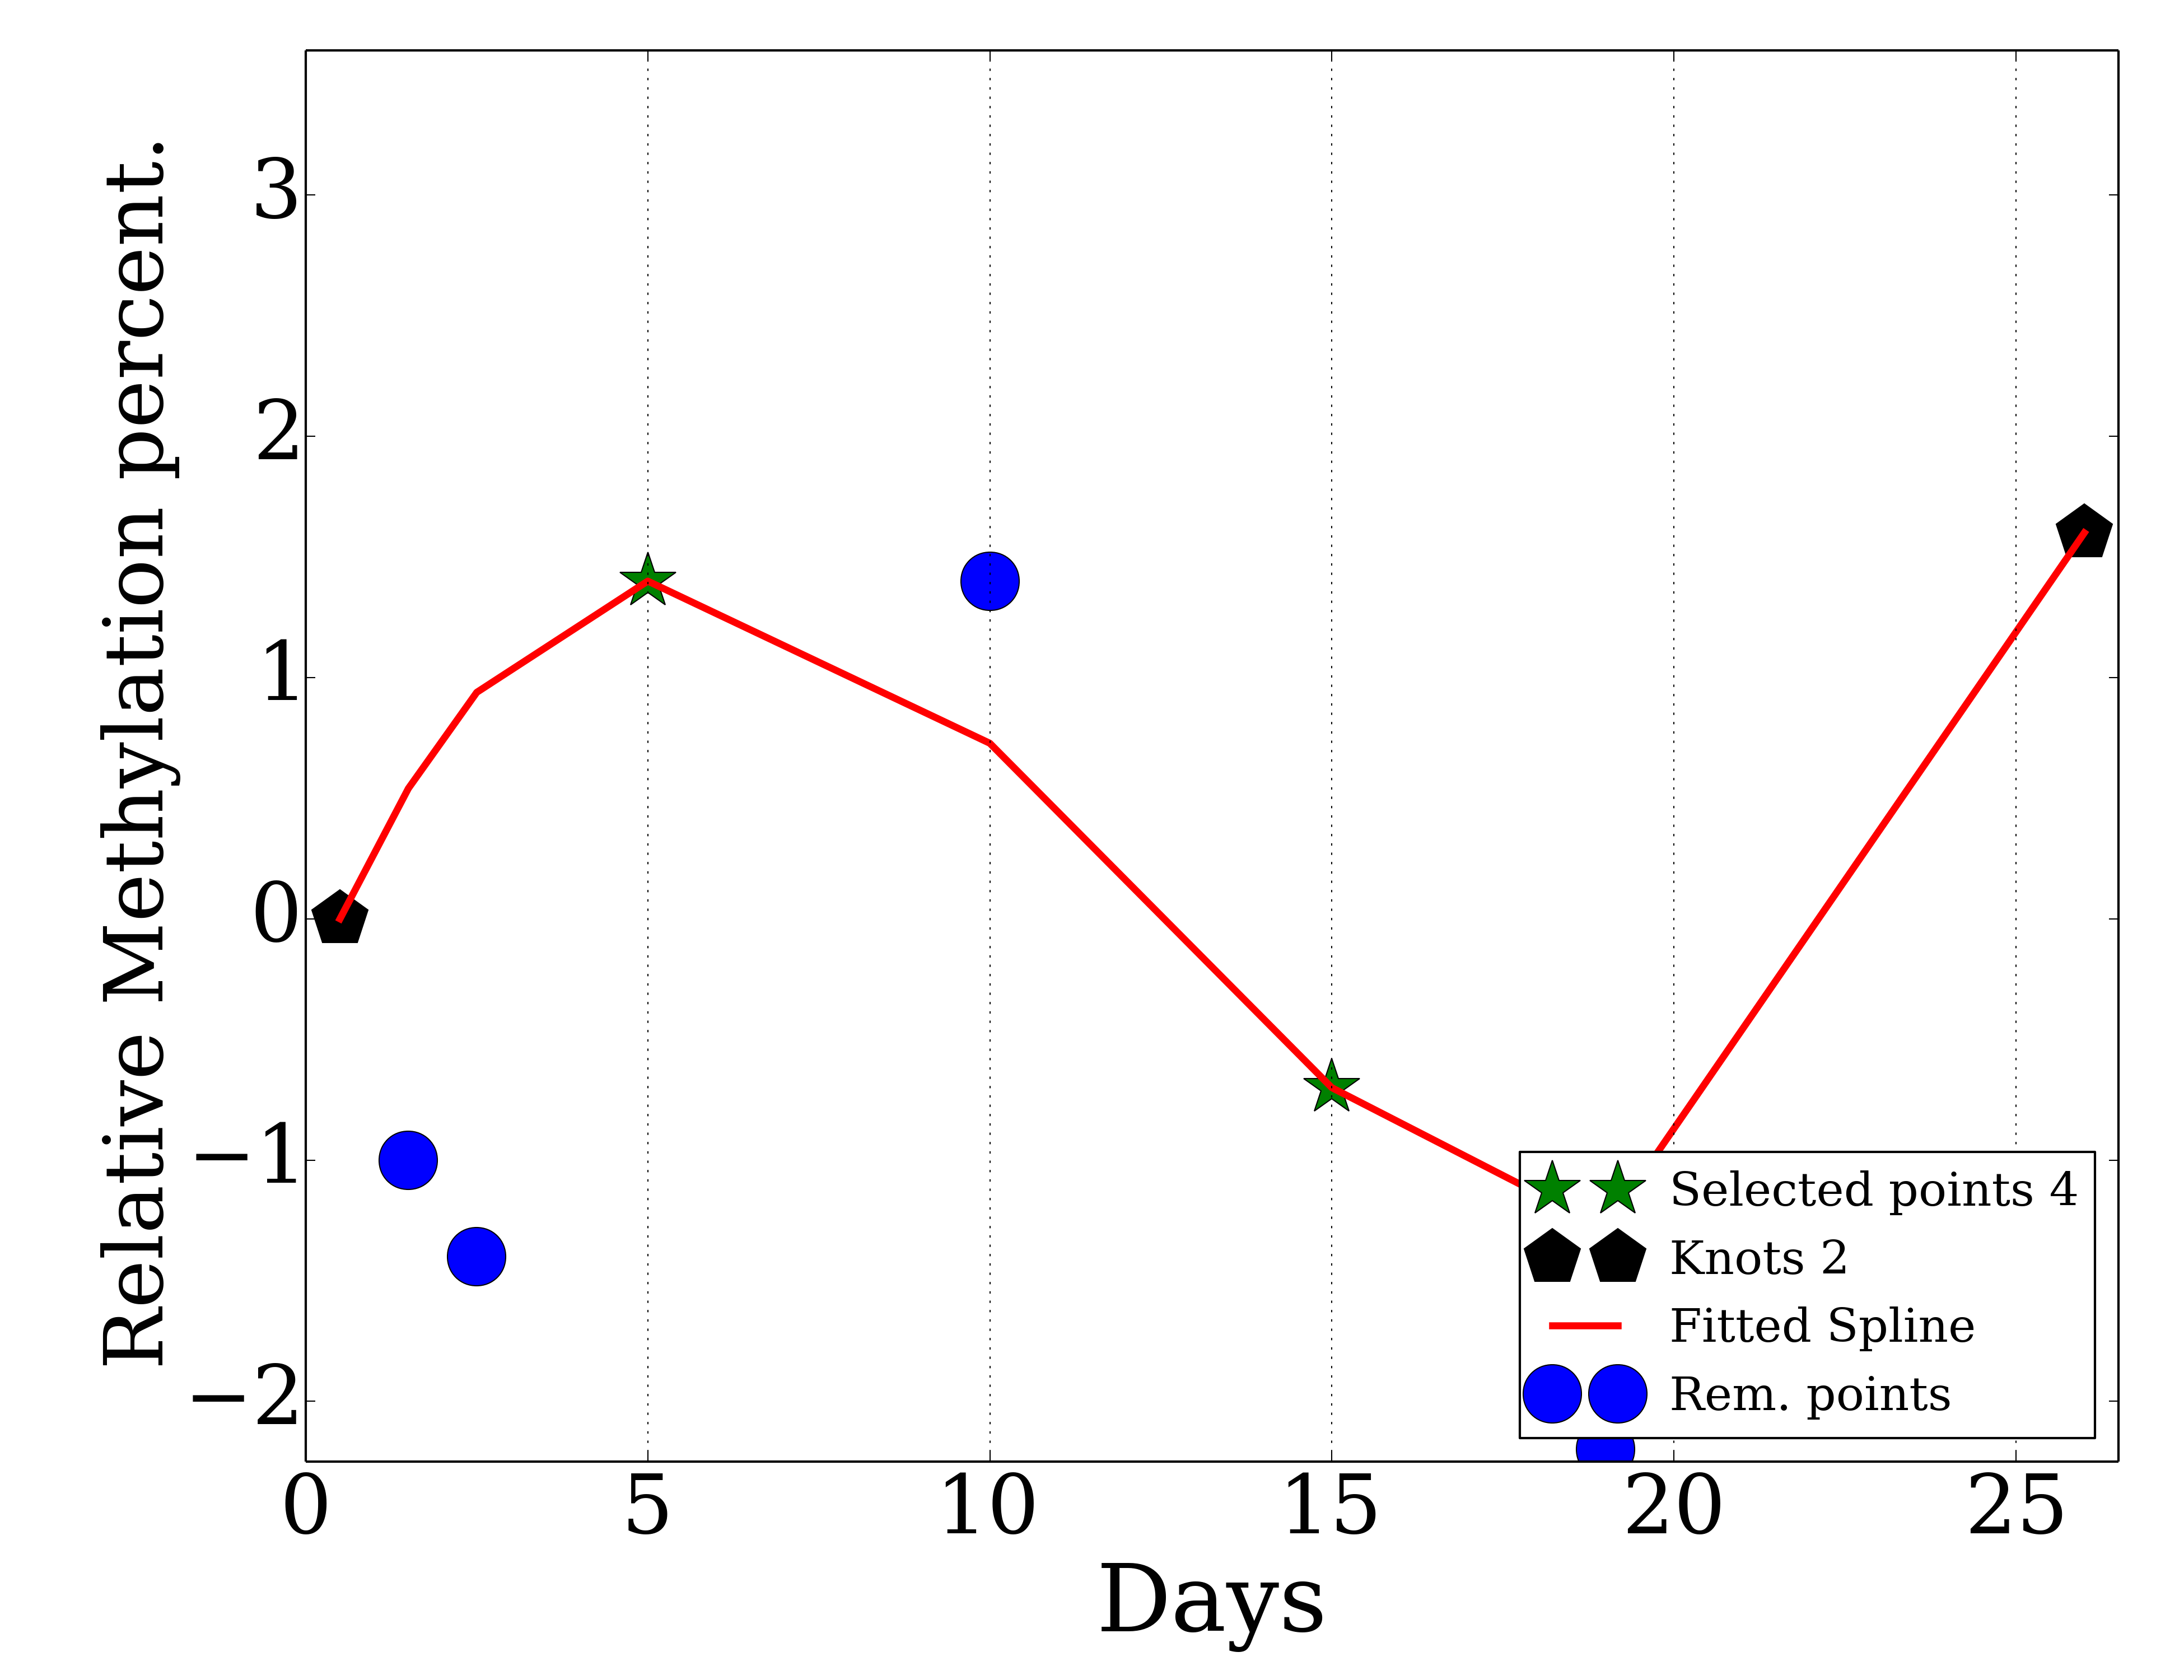 Relative Methylation percent.
3
2
1
0
−1
−2
0 5 10 15 20 25
Days
Selected points 4
Knots 2
Fitted Spline
Rem. points